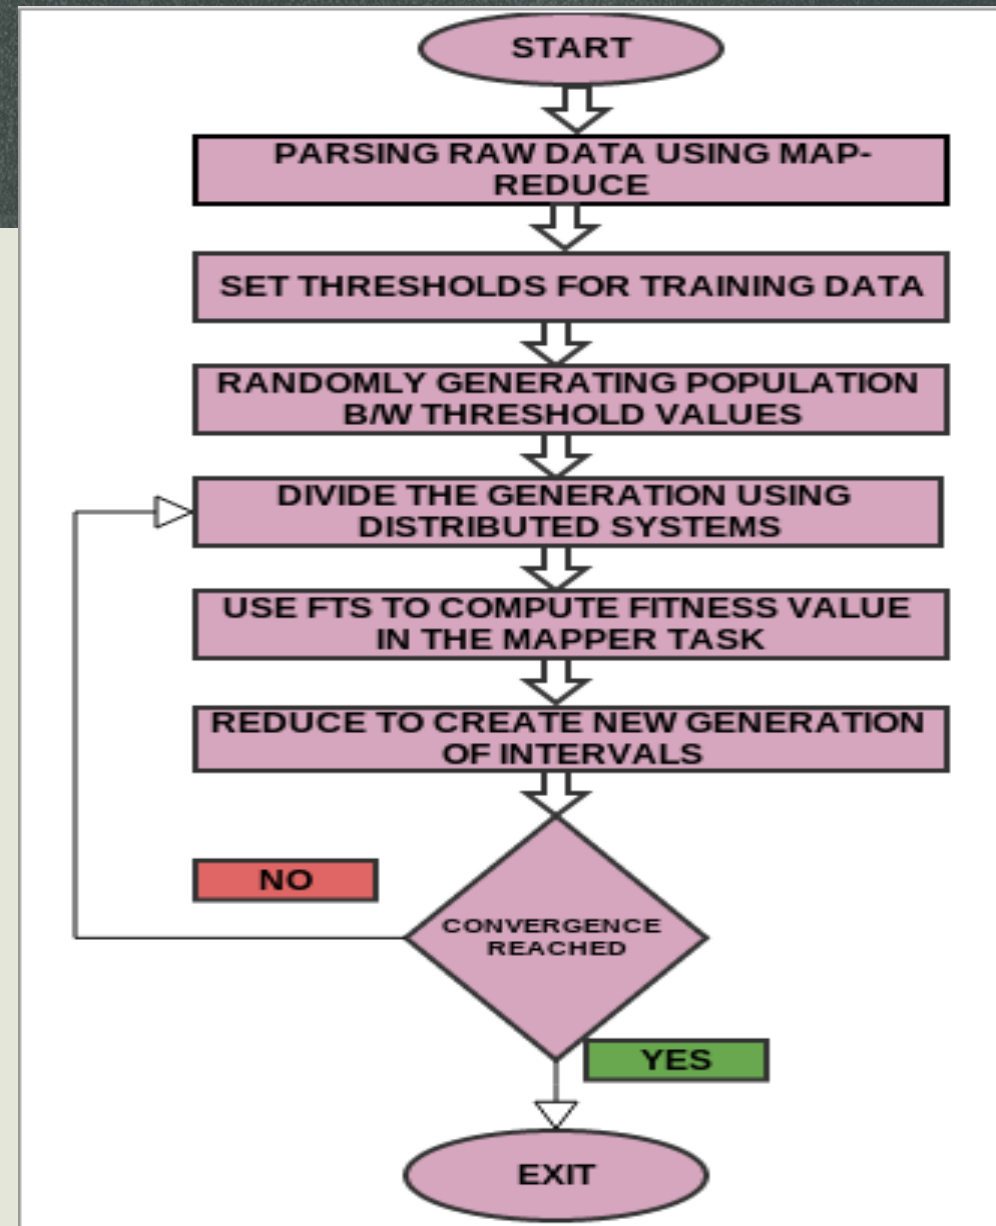 START
PARSING RAW DATA USING MAP-
REDUCE
SET THRESHOLDS FOR TRAINING DATA
RANDOMLY GENERATING POPULATION
B/W THRESHOLD VALUES
DIVIDE THE GENERATION USING
DISTRIBUTED SYSTEMS
USE FTS TO COMPUTE FITNESS VALUE
IN THE MAPPER TASK
REDUCE TO CREATE NEW GENERATION
OF INTERVALS
NO
CONVERGENCE
REACHED
YES
EXIT